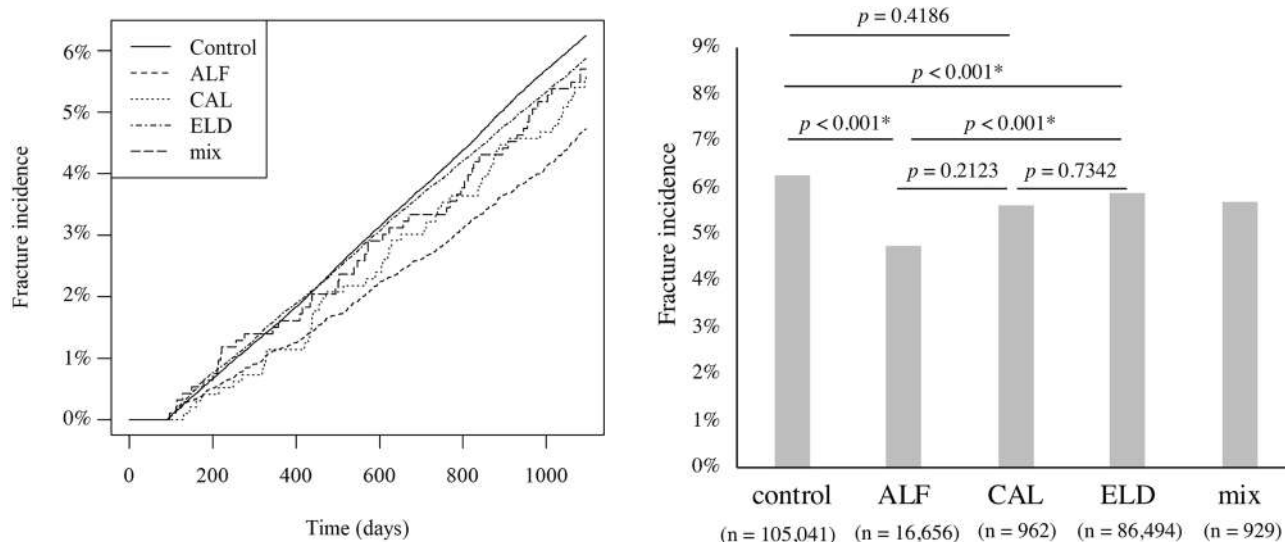 Control
ALF
CAL
ELD
mix
Fracture incidence
6%
5%
4%
3%
2%
1%
0%
0 200 400 600 800 1000
Time (days)
p = 0.4186
p < 0.001*
p < 0.001* p < 0.001*
p = 0.2123 p = 0.7342
Fracture incidence
9%
8%
7%
6%
5%
4%
3%
2%
1%
0%
control ALF CAL ELD mix
(n = 105,041) (n = 16,656) (n = 962) (n = 86,494) (n = 929)